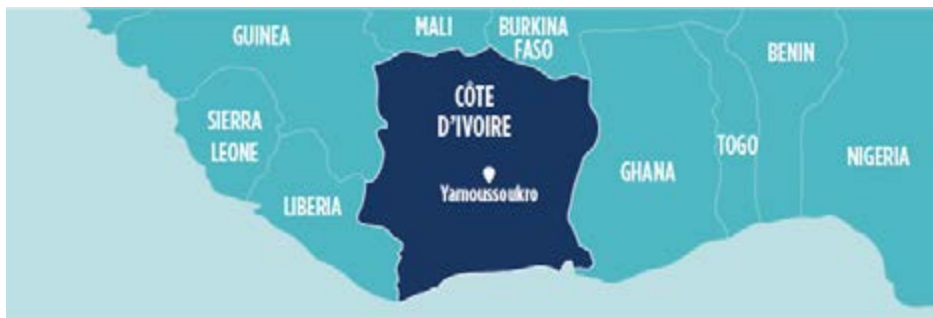 GUINEA
MALI
BURKINA
FASO
BENIN
CÔTE
D'IVOIRE
SIERRA
LEONE
TOGO
NIGERIA
GHANA
Yamoussoukro
LIBERIA